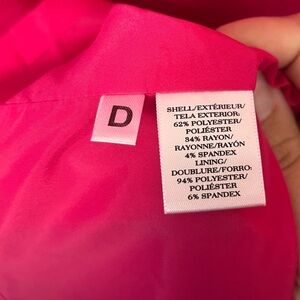 D
SHELL/EXTÉRIEUR/
TELA EXTERIOR:
62% POLYESTER/
POLIÉSTER
34% RAYON/
RAYONNE/RAYÓN
4% SPANDEX
LINING/
DOUBLURE/FORRO:
94% POLYESTER/
POLIÉSTER
6% SPANDEX